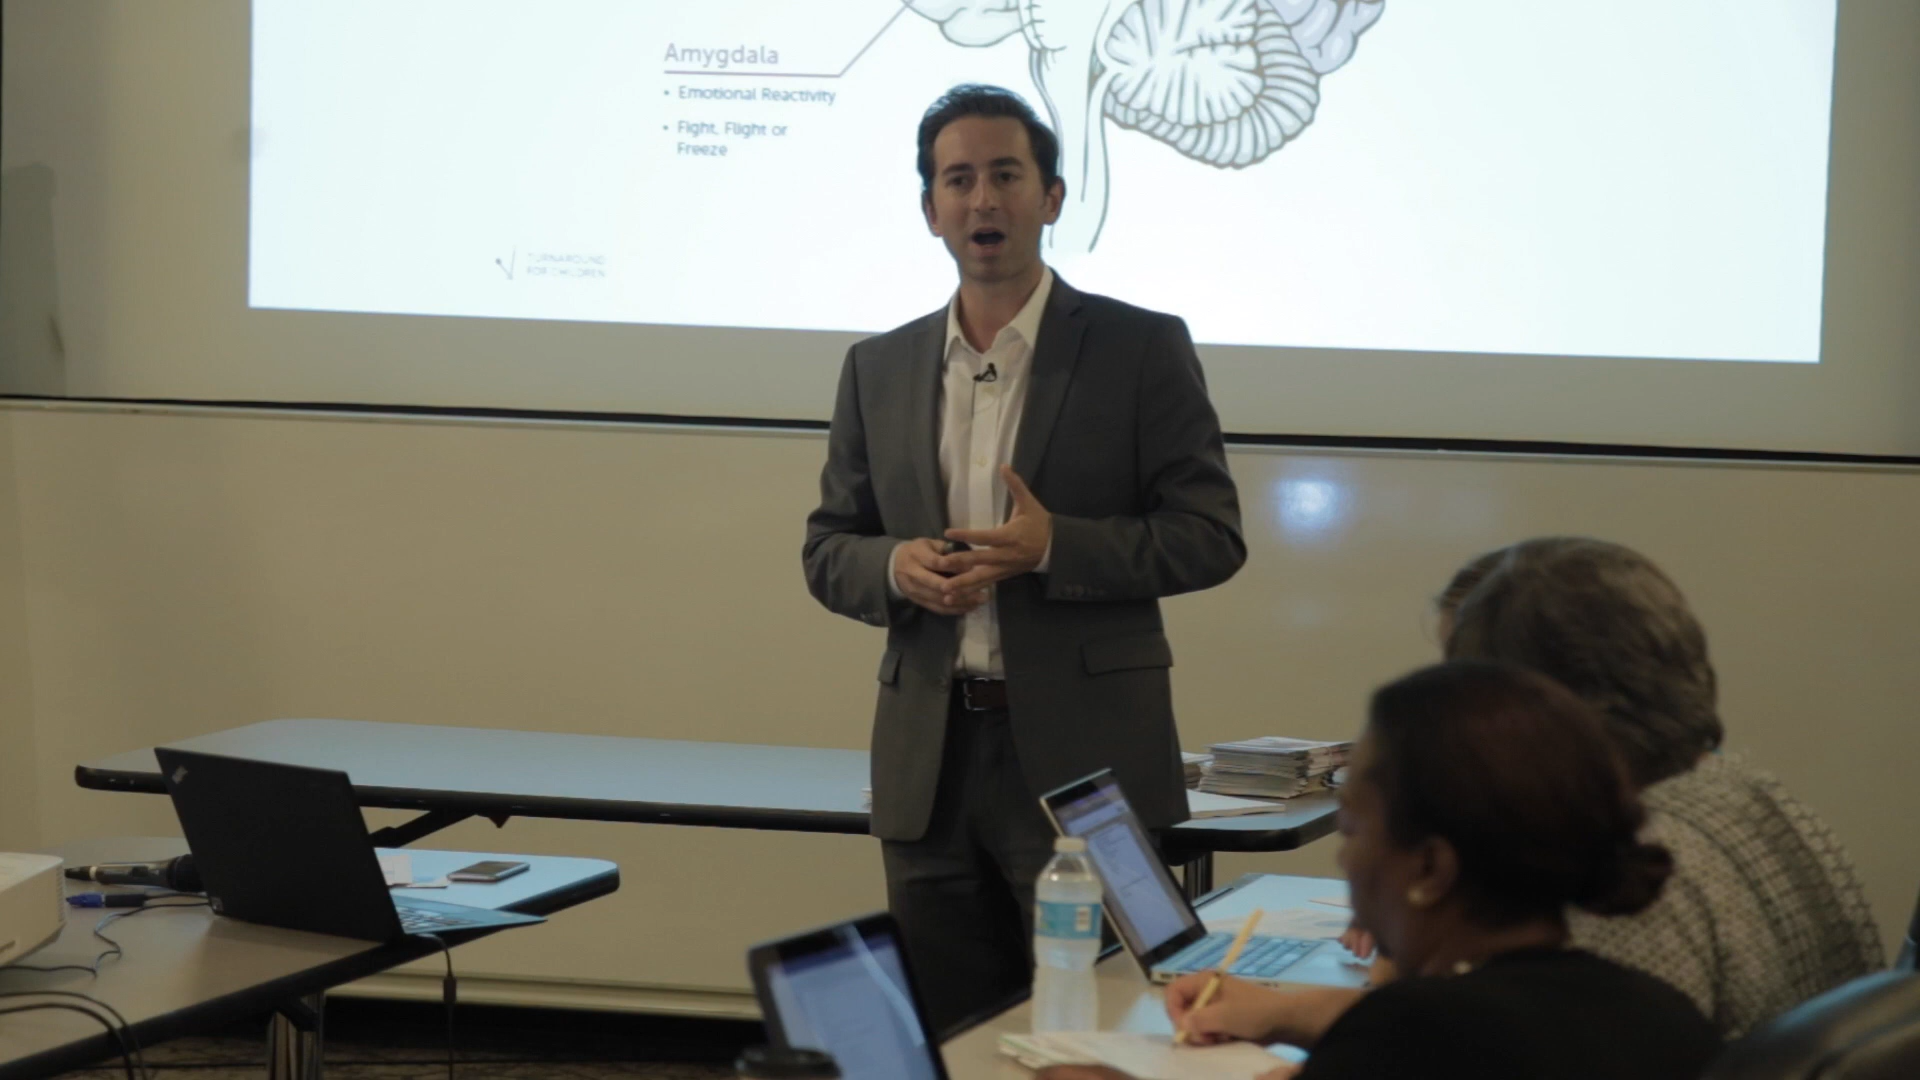 Amygdala
• Emotional Reactivity
• Fight, Flight or
Freeze
TURNAROUND
FOR CHILDREN